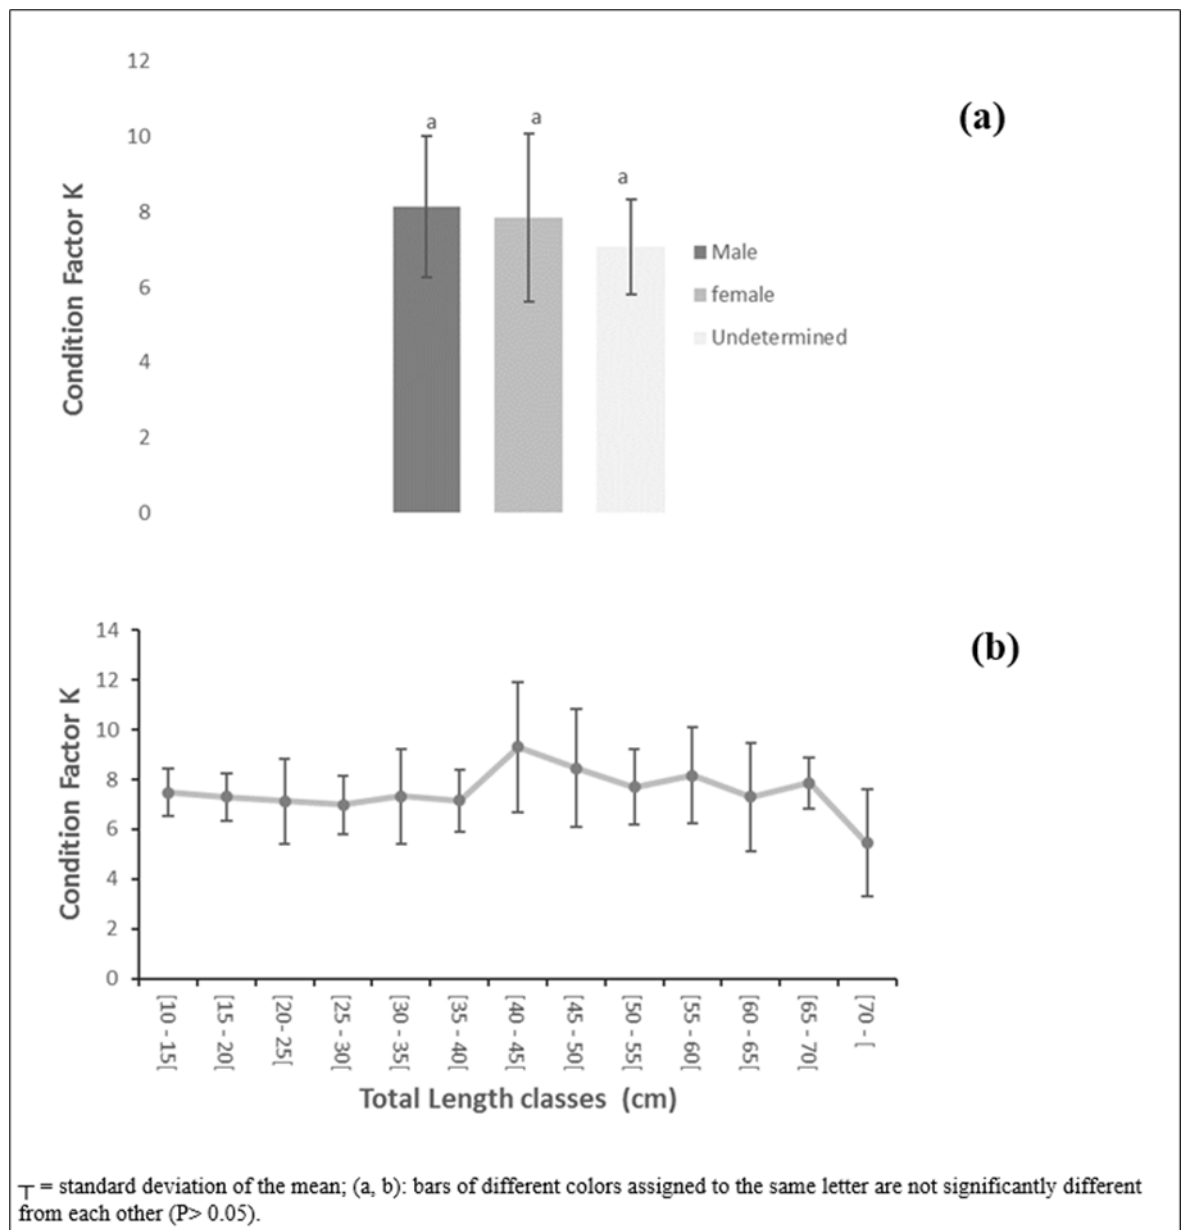 12
10
8
6
4
2
0
Condition Factor K
a
a
a
(a)
Male
female
Undetermined
14
12
10
8
6
4
2
0
Condition Factor K
(b)
[10 - 15[
[15 - 20[
[20- 25[
[25 - 30[
[30 - 35[
[35 - 40[
[40 - 45[
[45 - 50[
[50 - 55[
[55 - 60[
[60 - 65[
[65 - 70[
[70 - [
Total Length classes (cm)
┬ = standard deviation of the mean; (a, b): bars of different colors assigned to the same letter are not significantly different
from each other (P> 0.05).